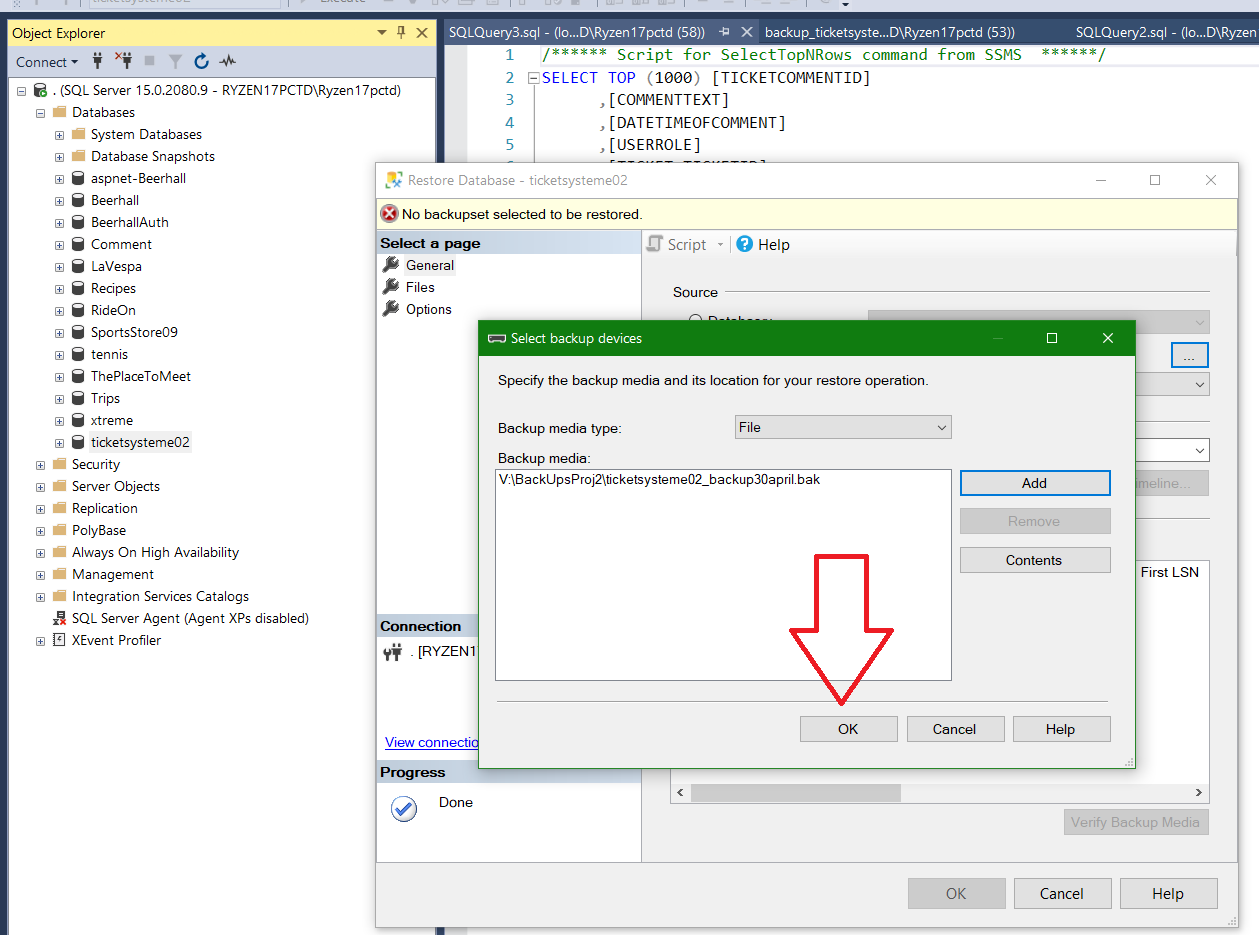 ticketsysteme02
Execute
Object Explorer
SQLQuery3.sql - (lo...D\Ryzen17pctd (58))
backup_ticketsyste...D\Ryzen17pctd (53))
SQLQuery2.sql - (lo...D\Ryzen
Connect
1 /****** Script for SelectTopNRows command from SSMS ******/
2 SELECT TOP (1000) [TICKETCOMMENTID]
3 ,[COMMENTTEXT]
4 ,[DATETIMEOFCOMMENT]
5 ,[USERROLE]
. (SQL Server 15.0.2080.9 - RYZEN17PCTD\Ryzen17pctd)
Databases
System Databases
Database Snapshots
aspnet-Beerhall
Beerhall
BeerhallAuth
Comment
LaVespa
Recipes
RideOn
SportsStore09
tennis
ThePlaceToMeet
Trips
xtreme
ticketsysteme02
Security
Server Objects
Replication
PolyBase
Always On High Availability
Management
Integration Services Catalogs
SQL Server Agent (Agent XPs disabled)
XEvent Profiler
Restore Database - ticketsysteme02
No backupset selected to be restored.
Select a page
General
Files
Options
Script
Help
Source
Database
...
Timeline...
First LSN
Connection
. [RYZEN1
View connectio
Progress
Done
Verify Backup Media
OK
Cancel
Help
Select backup devices
Specify the backup media and its location for your restore operation.
Backup media type:
File
Backup media:
V:\BackUpsProj2\ticketsysteme02_backup30april.bak
Add
Remove
Contents
OK
Cancel
Help